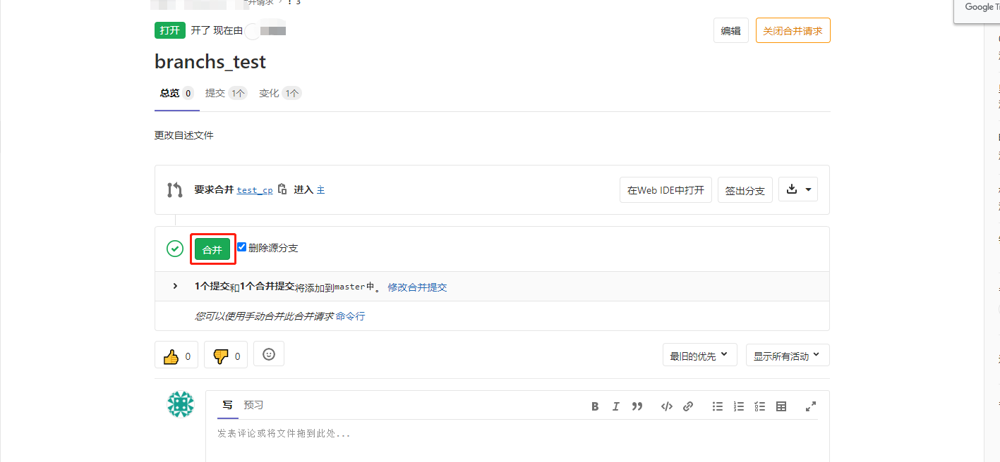 并请求 › ! 3
Google Tr
打开 开了 现在由
编辑 关闭合并请求
branchs_test
总览 0 提交 1个 变化 1个
更改自述文件
要求合并 test_cp 进入 主
在Web IDE中打开 签出分支
合并 删除源分支
1个提交和1个合并提交将添加到master中。 修改合并提交
您可以使用手动合并此合并请求 命令行
0 0
最旧的优先 显示所有活动
写 预习
发表评论或将文件拖到此处...